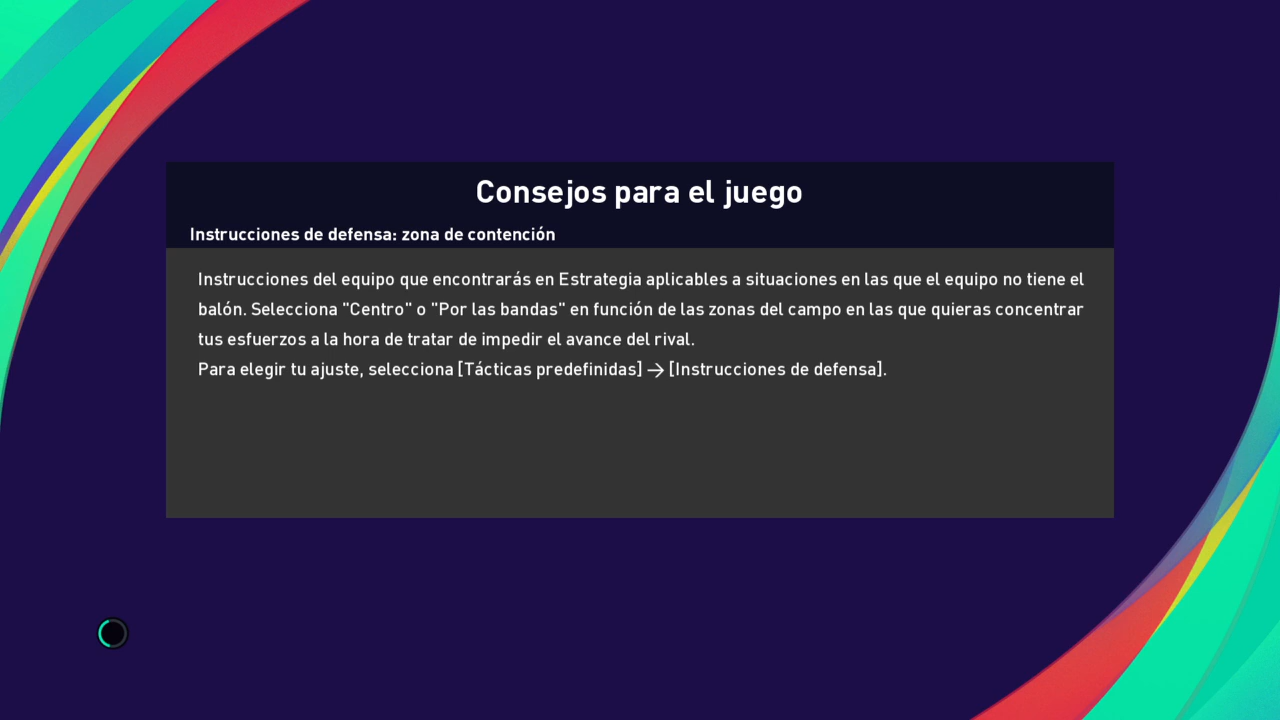 Consejos para el juego
Instrucciones de defensa: zona de contención
Instrucciones del equipo que encontrarás en Estrategia aplicables a situaciones en las que el equipo no tiene el
balón. Selecciona "Centro" o "Por las bandas" en función de las zonas del campo en las que quieras concentrar
tus esfuerzos a la hora de tratar de impedir el avance del rival.
Para elegir tu ajuste, selecciona [Tácticas predefinidas] → [Instrucciones de defensa].